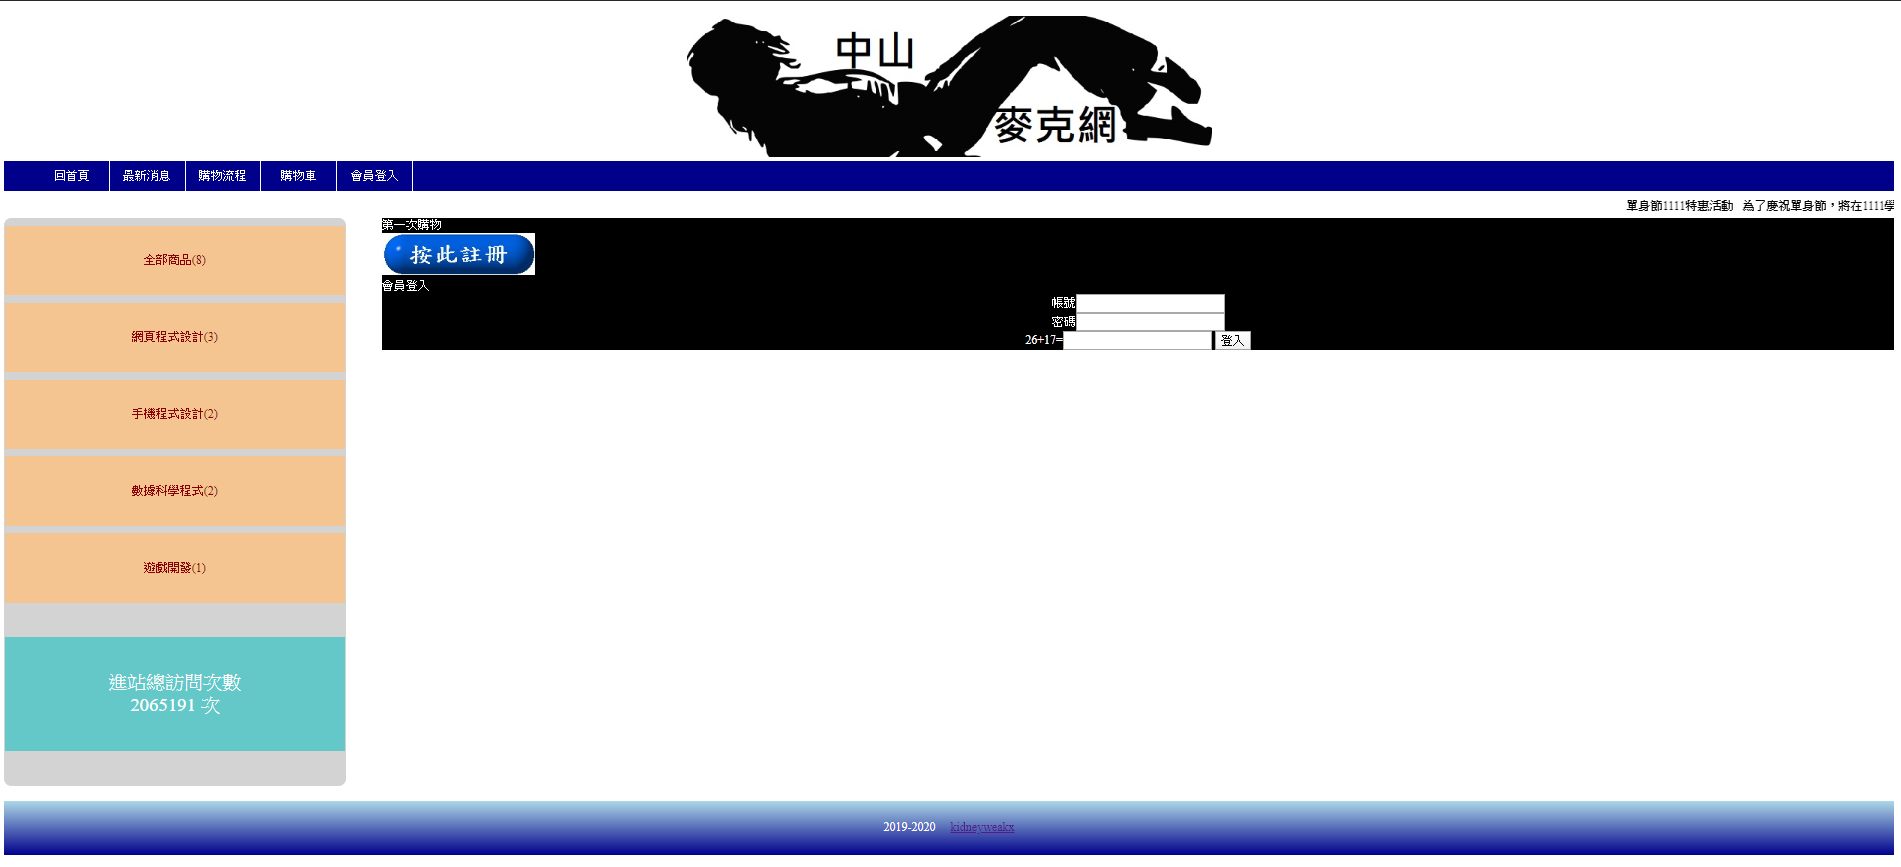 中山
麥克網
回首頁 最新消息 購物流程 購物車 會員登入
單身節1111特惠活動 為了慶祝單身節，將在1111學
全部商品(8)
網頁程式設計(3)
手機程式設計(2)
數據科學程式(2)
遊戲開發(1)
進站總訪問次數
2065191 次
第一次購物
按此註冊
會員登入
帳號
密碼
26+17= 登入
2019-2020 kidneyweakx